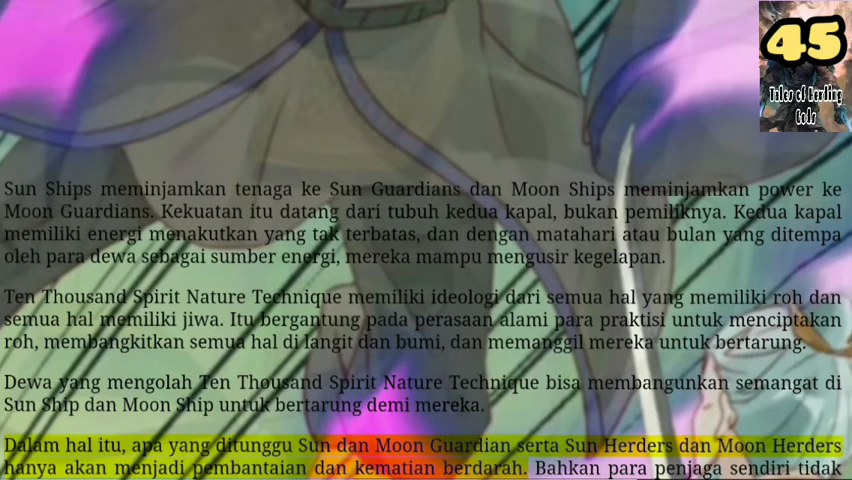 45
Tales of Herding
Gods
Sun Ships meminjamkan tenaga ke Sun Guardians dan Moon Ships meminjamkan power ke
Moon Guardians. Kekuatan itu datang dari tubuh kedua kapal, bukan pemiliknya. Kedua kapal
memiliki energi menakutkan yang tak terbatas, dan dengan matahari atau bulan yang ditempa
oleh para dewa sebagai sumber energi, mereka mampu mengusir kegelapan.
Ten Thousand Spirit Nature Technique memiliki ideologi dari semua hal yang memiliki roh dan
semua hal memiliki jiwa. Itu bergantung pada perasaan alami para praktisi untuk menciptakan
roh, membangkitkan semua hal di langit dan bumi, dan memanggil mereka untuk bertarung.
Dewa yang mengolah Ten Thousand Spirit Nature Technique bisa membangunkan semangat di
Sun Ship dan Moon Ship untuk bertarung demi mereka.
Dalam hal itu, apa yang ditunggu Sun dan Moon Guardian serta Sun Herders dan Moon Herders
hanya akan menjadi pembantaian dan kematian berdarah. Bahkan para penjaga sendiri tidak